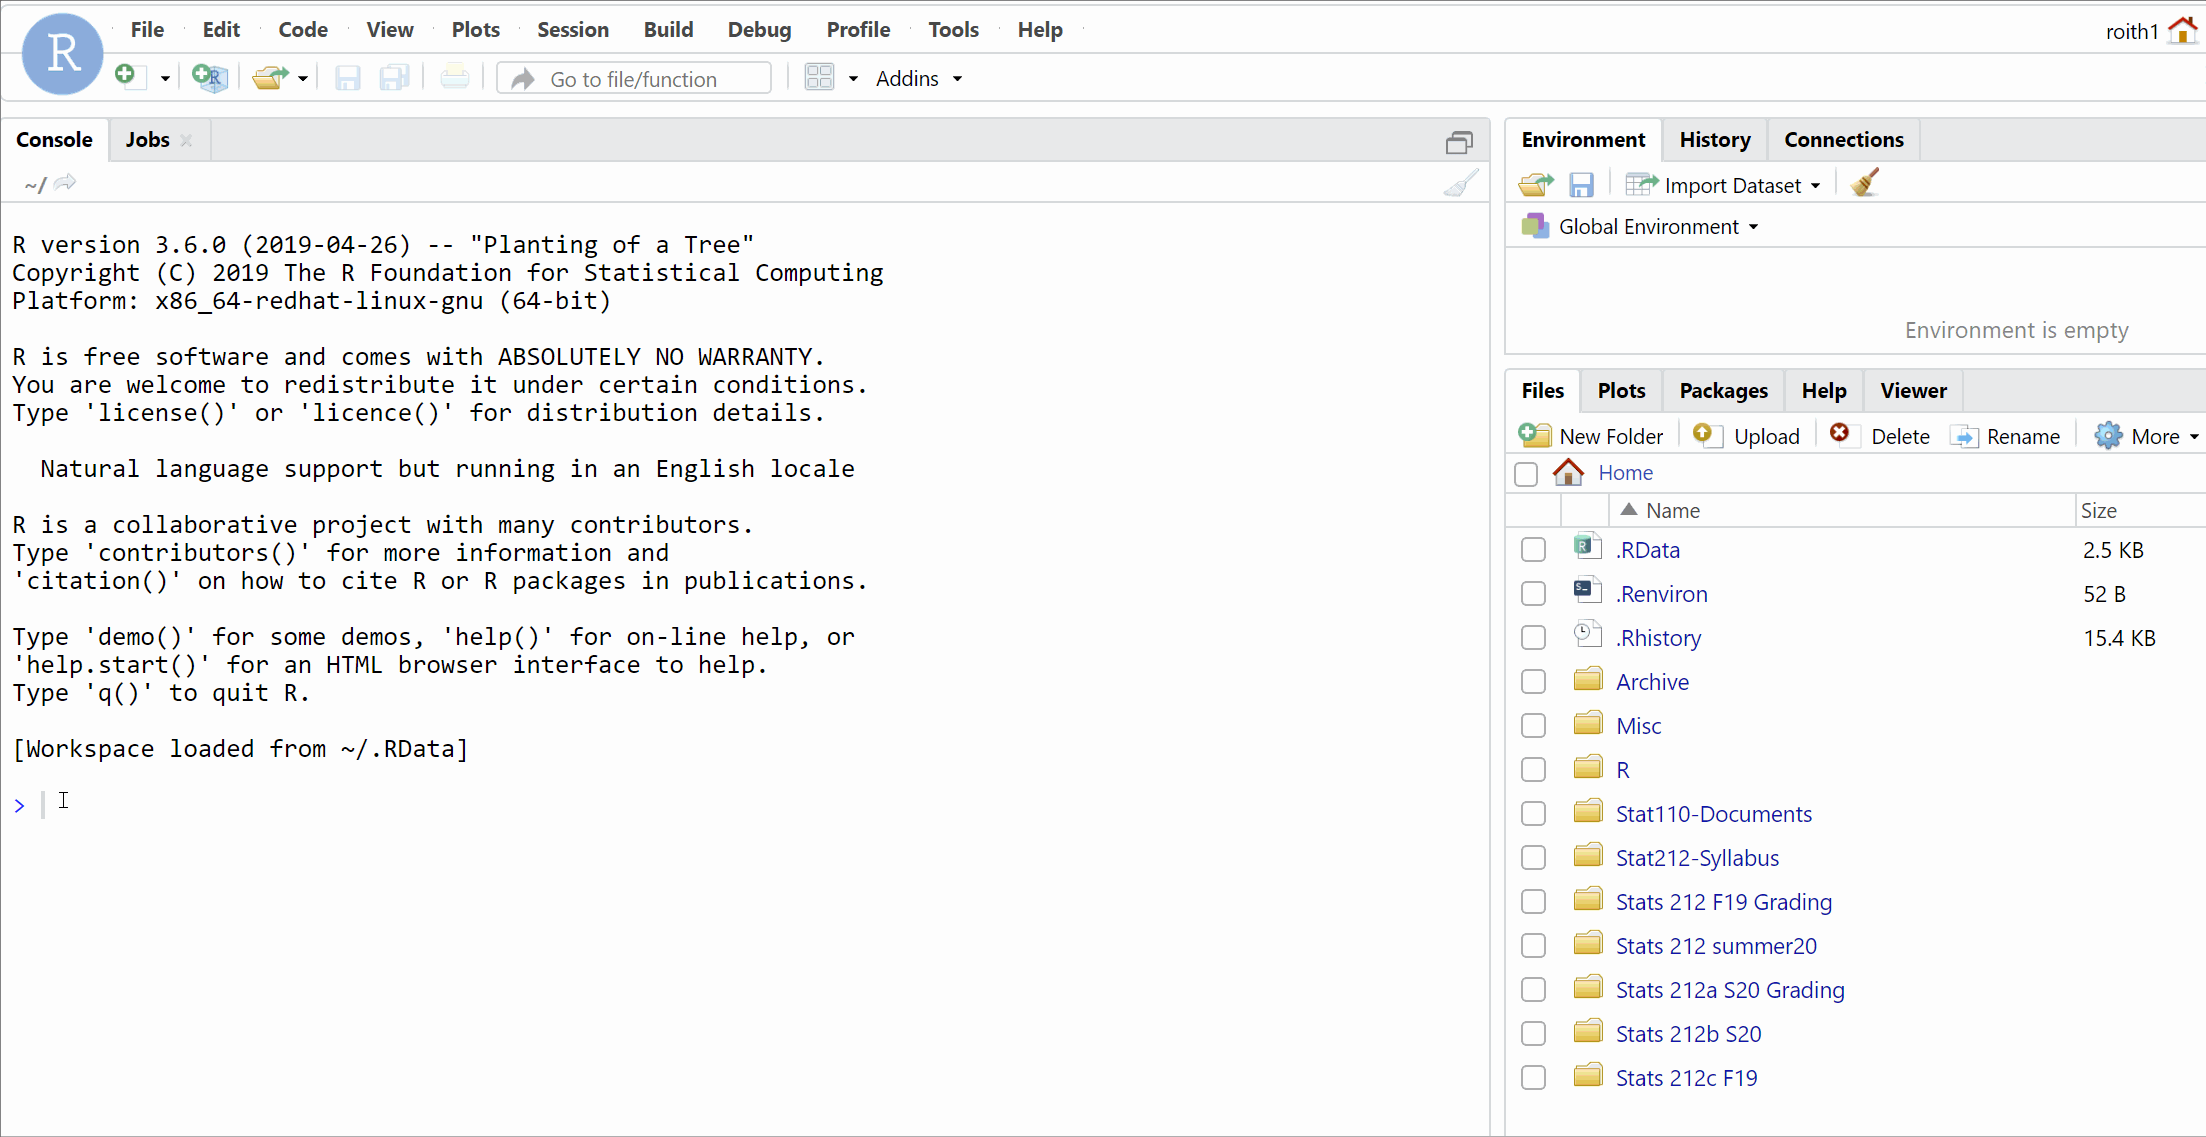 R
File Edit Code View Plots Session Build Debug Profile Tools Help
roith1
Go to file/function
Addins
Console Jobs
~/
R version 3.6.0 (2019-04-26) -- "Planting of a Tree"
Copyright (C) 2019 The R Foundation for Statistical Computing
Platform: x86_64-redhat-linux-gnu (64-bit)
R is free software and comes with ABSOLUTELY NO WARRANTY.
You are welcome to redistribute it under certain conditions.
Type 'license()' or 'licence()' for distribution details.
Natural language support but running in an English locale
R is a collaborative project with many contributors.
Type 'contributors()' for more information and
'citation()' on how to cite R or R packages in publications.
Type 'demo()' for some demos, 'help()' for on-line help, or
'help.start()' for an HTML browser interface to help.
Type 'q()' to quit R.
[Workspace loaded from ~/.RData]
>
Environment History Connections
Import Dataset
Global Environment
Environment is empty
Files Plots Packages Help Viewer
New Folder Upload Delete Rename More
Home
Name Size
.RData 2.5 KB
.Renviron 52 B
.Rhistory 15.4 KB
Archive
Misc
R
Stat110-Documents
Stat212-Syllabus
Stats 212 F19 Grading
Stats 212 summer20
Stats 212a S20 Grading
Stats 212b S20
Stats 212c F19